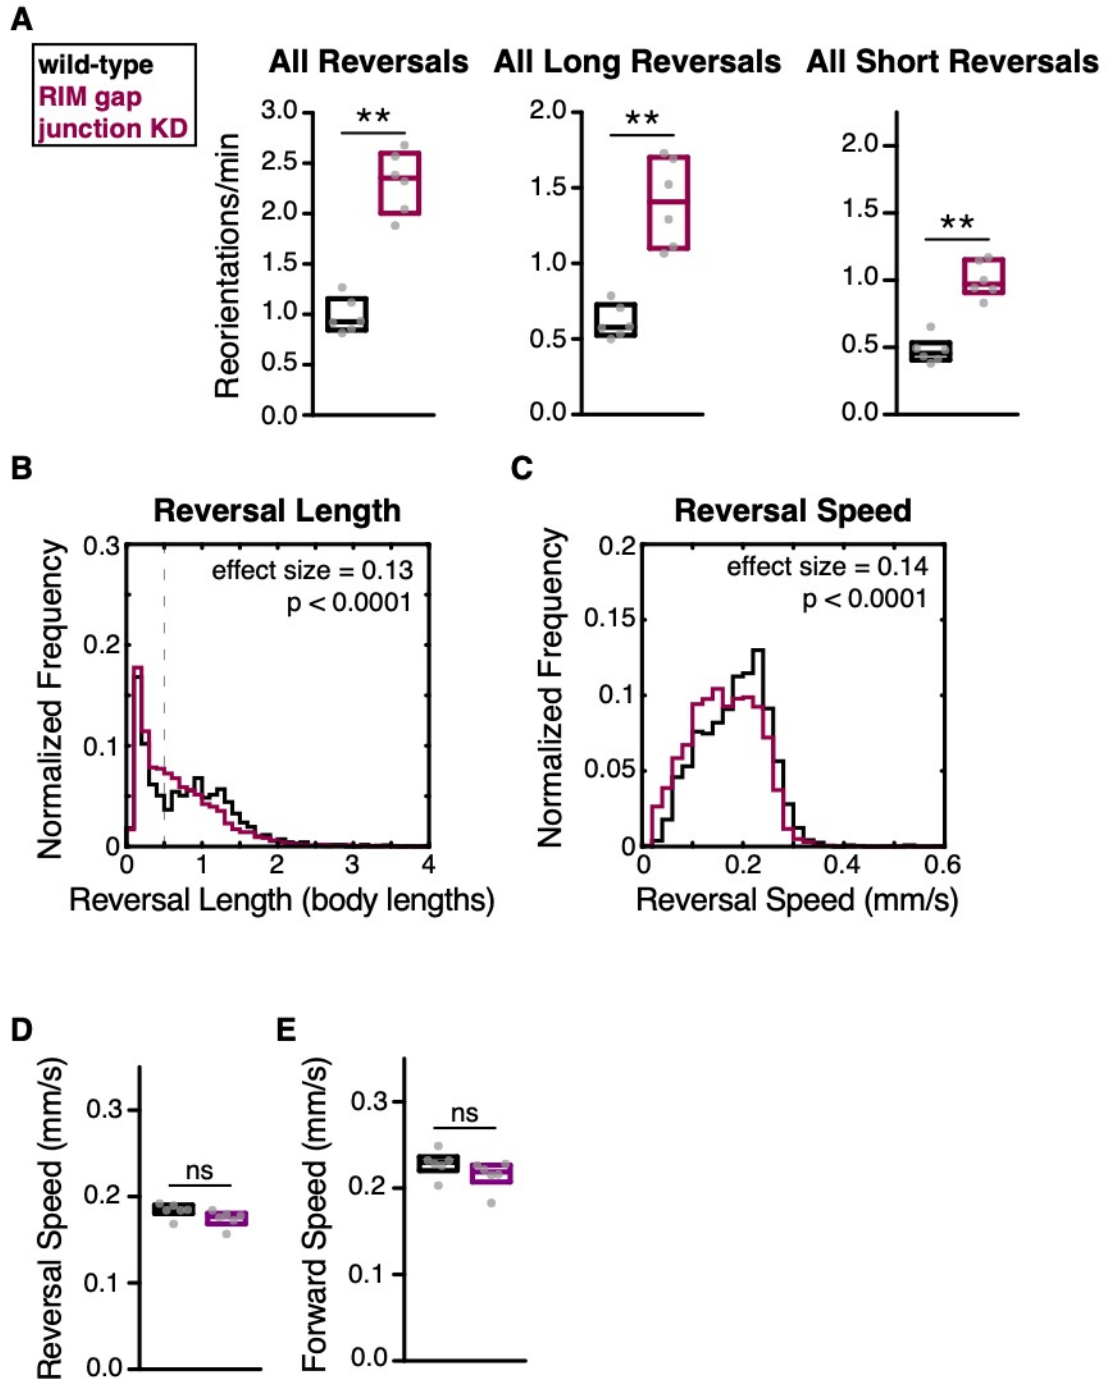 A
wild-type
RIM gap
junction KD
All Reversals
All Long Reversals
All Short Reversals
Reorientations/min
3.0
2.5
2.0
1.5
1.0
0.5
0.0
**
2.0
1.5
1.0
0.5
0.0
**
2.0
1.5
1.0
0.5
0.0
**
B
Reversal Length
Normalized Frequency
0.3
0.2
0.1
0
effect size = 0.13
p < 0.0001
0 1 2 3 4
Reversal Length (body lengths)
C
Reversal Speed
Normalized Frequency
0.2
0.15
0.1
0.05
0
effect size = 0.14
p < 0.0001
0 0.2 0.4 0.6
Reversal Speed (mm/s)
D
Reversal Speed (mm/s)
0.3
0.2
0.1
0.0
ns
E
Forward Speed (mm/s)
0.3
0.2
0.1
0.0
ns